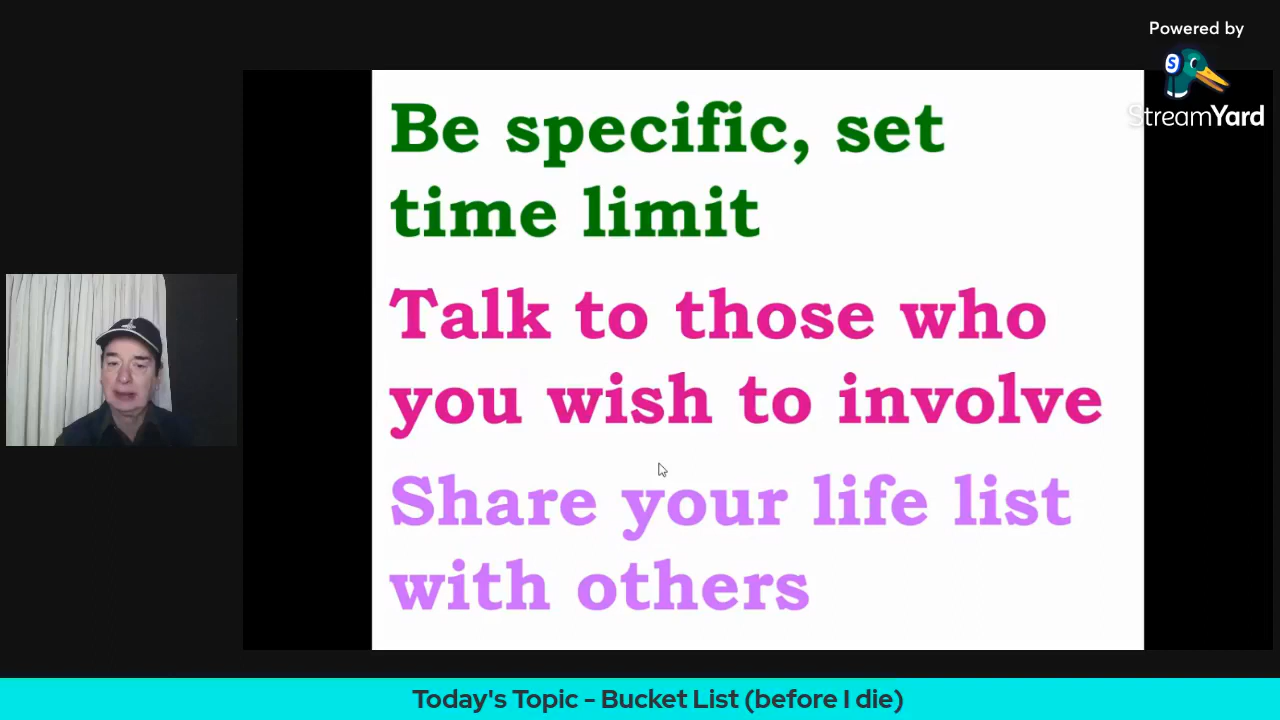 Powered by
S
StreamYard
Be specific, set
time limit
Talk to those who
you wish to involve
Share your life list
with others
Today's Topic - Bucket List (before I die)